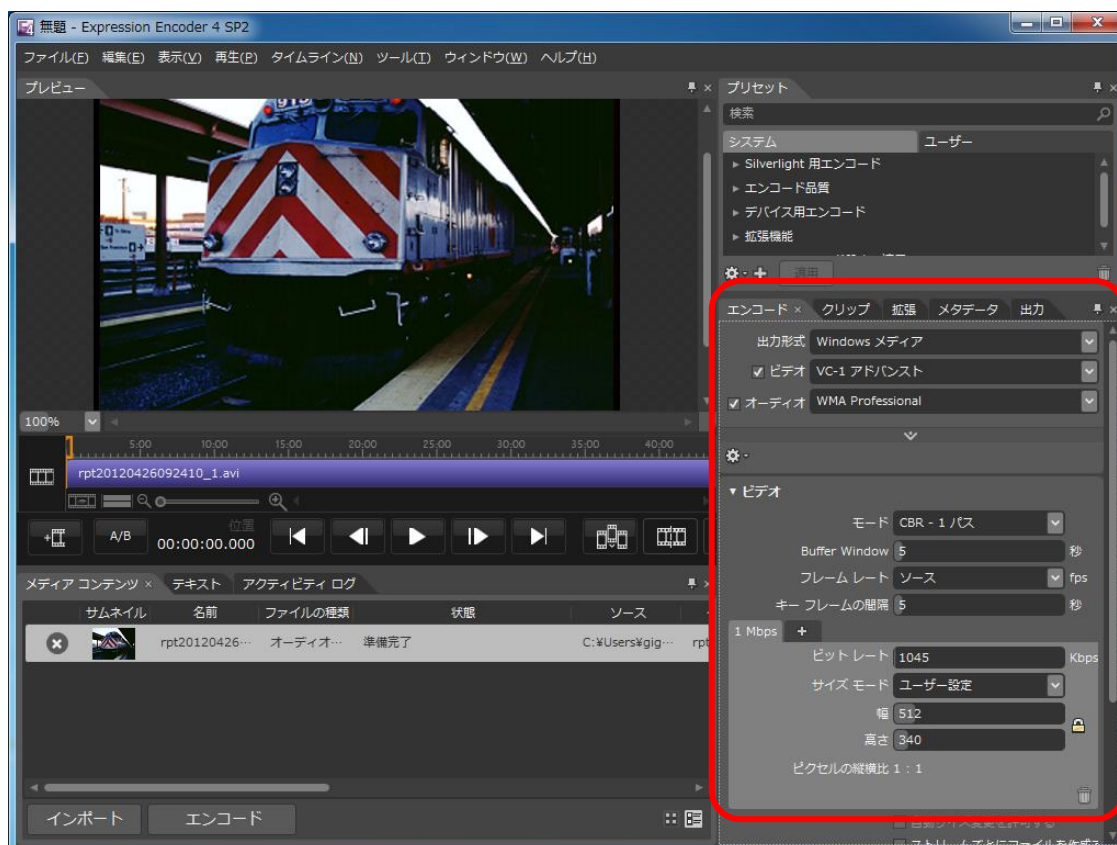 無題 - Expression Encoder 4 SP2
ファイル(F) 編集(E) 表示(V) 再生(P) タイムライン(N) ツール(T) ウィンドウ(W) ヘルプ(H)
プレビュー
100%
5:00 10:00 15:00 20:00 25:00 30:00 35:00 40:00
rpt20120426092410_1.avi
A/B
位置
00:00:00.000
メディア コンテンツ × テキスト アクティビティ ログ
サムネイル 名前 ファイルの種類 状態 ソース
rpt20120426… オーディオ… 準備完了 C:¥Users¥gig… rpt
インポート エンコード
プリセット
検索
システム ユーザー
Silverlight 用エンコード
エンコード品質
デバイス用エンコード
拡張機能
適用
エンコード × クリップ 拡張 メタデータ 出力
出力形式 Windows メディア
ビデオ VC-1 アドバンスト
オーディオ WMA Professional
ビデオ
モード CBR - 1 パス
Buffer Window 5 秒
フレーム レート ソース fps
キー フレームの間隔 5 秒
1 Mbps +
ビット レート 1045 Kbps
サイズ モード ユーザー設定
幅 512
高さ 340
ピクセルの縦横比 1 : 1
自動サイズ変更を許可する